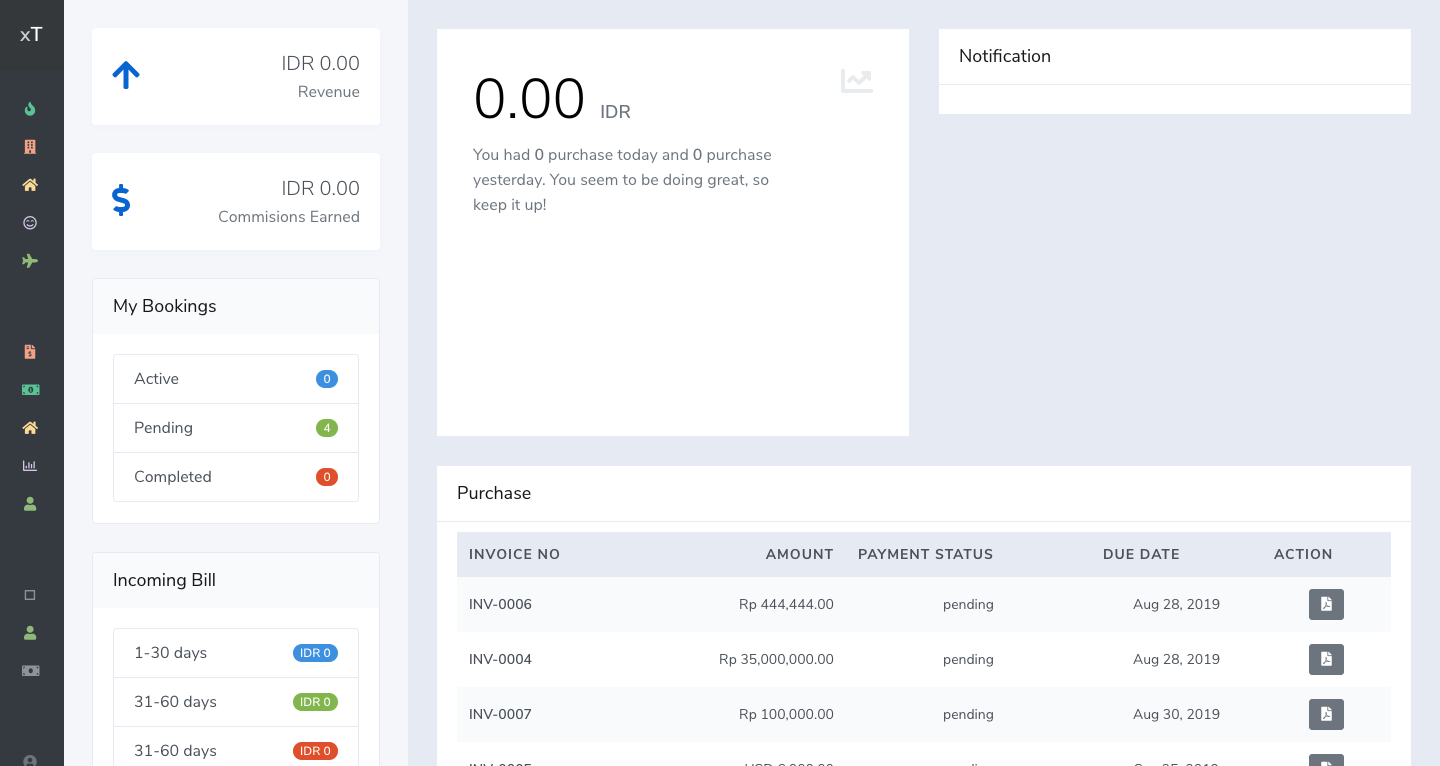 xT
IDR 0.00
Revenue
IDR 0.00
Commisions Earned
My Bookings
Active 0
Pending 4
Completed 0
Incoming Bill
1-30 days IDR 0
31-60 days IDR 0
31-60 days IDR 0
0.00 IDR
You had 0 purchase today and 0 purchase
yesterday. You seem to be doing great, so
keep it up!
Notification
Purchase
INVOICE NO AMOUNT PAYMENT STATUS DUE DATE ACTION
INV-0006 Rp 444,444.00 pending Aug 28, 2019
INV-0004 Rp 35,000,000.00 pending Aug 28, 2019
INV-0007 Rp 100,000.00 pending Aug 30, 2019